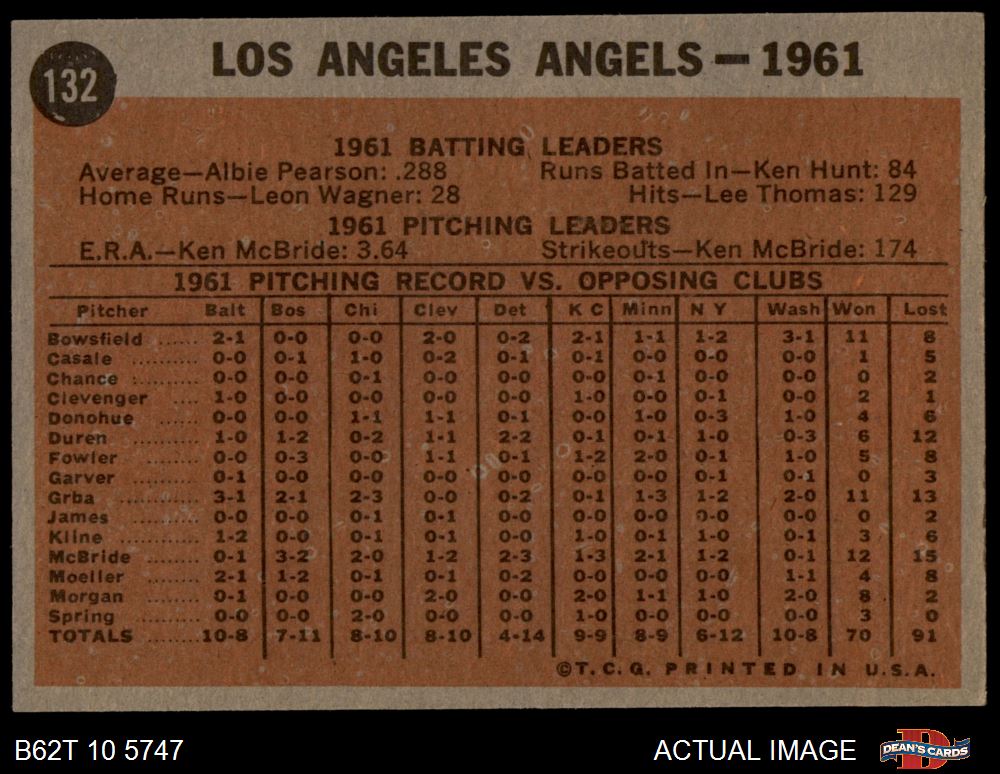 132
LOS ANGELES ANGELS—1961
1961 BATTING LEADERS
Average—Albie Pearson: .288 Runs Batted In—Ken Hunt: 84
Home Runs—Leon Wagner: 28 Hits—Lee Thomas: 129
1961 PITCHING LEADERS
E.R.A.—Ken McBride: 3.64 Strikeouts—Ken McBride: 174
1961 PITCHING RECORD VS. OPPOSING CLUBS
Pitcher Balt Bos Chi Clev Det K C Minn N Y Wash Won Lost
Bowsfield ...... 2-1 0-0 0-0 2-0 0-2 2-1 1-1 1-2 3-1 11 8
Casale ......... 0-0 0-1 1-0 0-2 0-1 0-1 0-0 0-0 0-0 1 5
Chance ......... 0-0 0-0 0-1 0-0 0-0 0-0 0-1 0-0 0-0 0 2
Clevenger .... 1-0 0-0 0-0 0-0 0-0 1-0 0-0 0-1 0-0 2 1
Donohue ...... 0-0 0-0 1-1 1-1 0-1 0-0 1-0 0-3 1-0 4 6
Duren .......... 1-0 1-2 0-2 1-1 2-2 0-1 0-1 1-0 0-3 6 12
Fowler ........ 0-0 0-3 0-0 1-1 0-1 1-2 2-0 0-1 1-0 5 8
Garver ......... 0-1 0-0 0-0 0-0 0-0 0-0 0-0 0-1 0-1 0 3
Grba ............ 3-1 2-1 2-3 0-0 0-2 0-1 1-3 1-2 2-0 11 13
James ......... 0-0 0-0 0-1 0-1 0-0 0-0 0-0 0-0 0-0 0 2
Kline ........... 1-2 0-0 0-1 0-1 0-0 1-0 0-1 1-0 0-1 3 6
McBride ...... 0-1 3-2 2-0 1-2 2-3 1-3 2-1 1-2 0-1 12 15
Moeller ....... 2-1 1-2 0-1 0-1 0-2 0-0 0-0 0-0 1-1 4 8
Morgan ....... 0-1 0-0 0-0 2-0 0-0 2-0 1-1 1-0 2-0 8 2
Spring ......... 0-0 0-0 2-0 0-0 0-0 1-0 0-0 0-0 0-0 3 0
TOTALS ....... 10-8 7-11 8-10 8-10 4-14 9-9 8-9 6-12 10-8 70 91
©T.C.G. PRINTED IN U.S.A.
B62T 10 5747 ACTUAL IMAGE DEAN'S CARDS